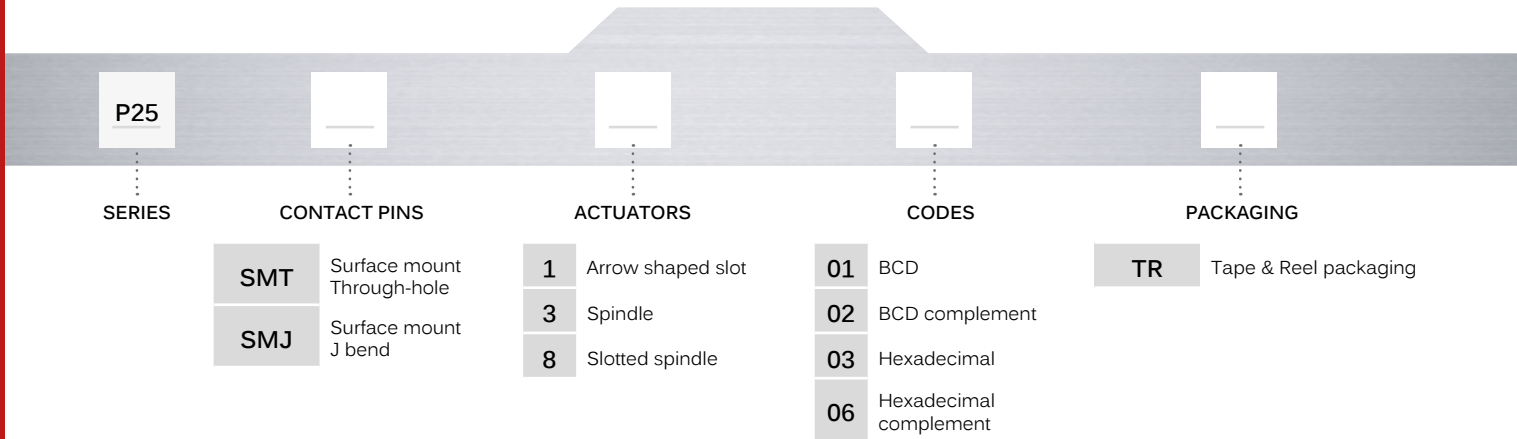 P25
SERIES
CONTACT PINS
ACTUATORS
CODES
PACKAGING
SMT
Surface mount
Through-hole
SMJ
Surface mount
J bend
1 Arrow shaped slot
3 Spindle
8 Slotted spindle
01 BCD
02 BCD complement
03 Hexadecimal
06
Hexadecimal
complement
TR Tape & Reel packaging